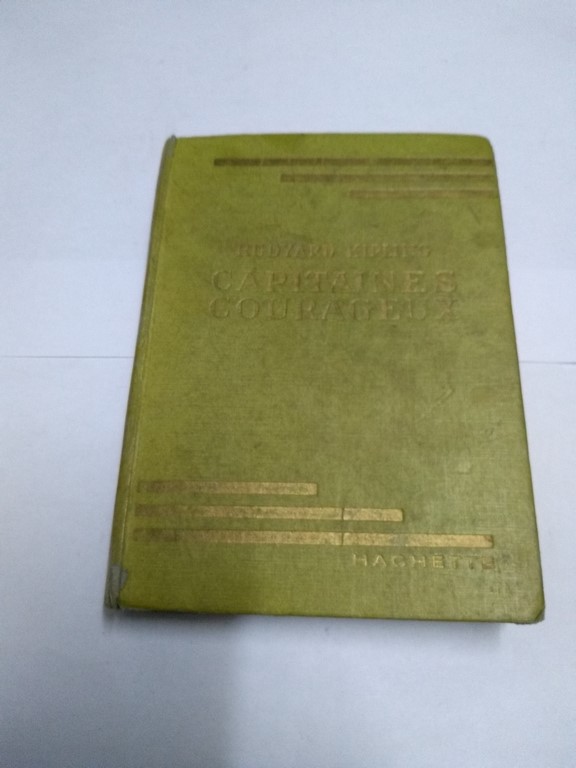 RUDYARD KIPLING
CAPITAINES
COURAGEUX
HACHETTE